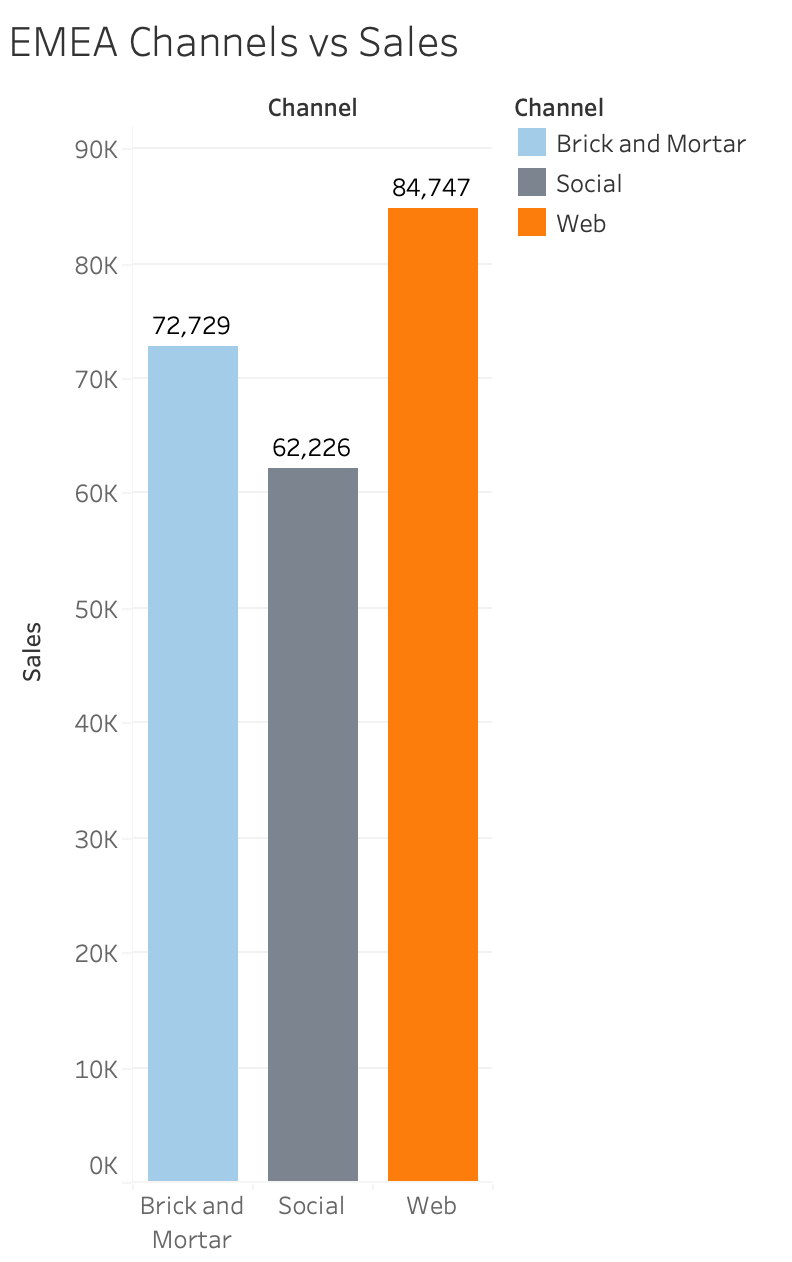 EMEA Channels vs Sales
Channel
Channel
Brick and Mortar
Social
Web
90K
80K
70K
60K
50K
40K
30K
20K
10K
0K
Sales
72,729
62,226
84,747
Brick and
Mortar
Social
Web